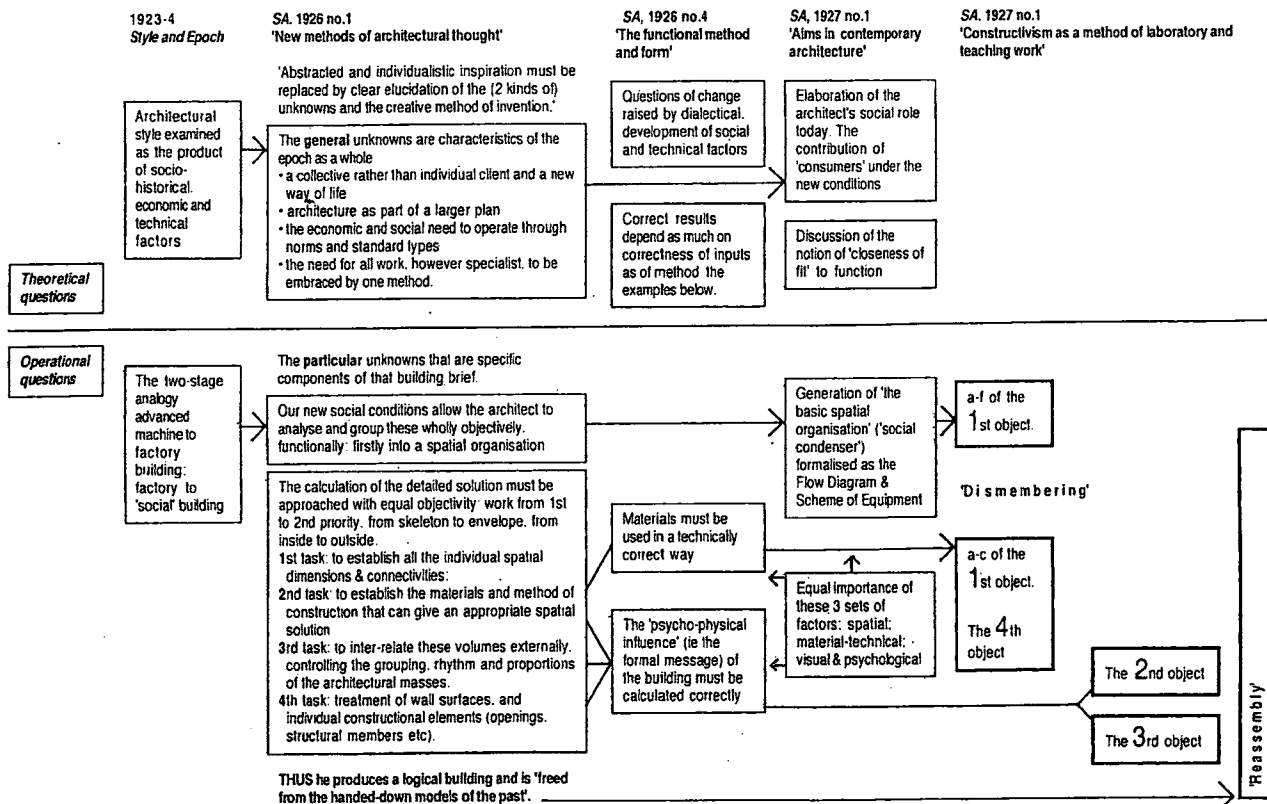 1923-4
Style and Epoch
SA. 1926 no.1
'New methods of architectural thought'
SA, 1926 no.4
'The functional method
and form'
SA, 1927 no.1
'Aims in contemporary
architecture'
SA. 1927 no.1
'Constructivism as a method of laboratory and
teaching work'
Architectural
style examined
as the product
of socio-
historical.
economic and
technical
factors
'Abstracted and individualistic inspiration must be
replaced by clear elucidation of the (2 kinds of)
unknowns and the creative method of invention.'
The general unknowns are characteristics of the
epoch as a whole
• a collective rather than individual client and a new
way of life
• architecture as part of a larger plan
• the economic and social need to operate through
norms and standard types
• the need for all work, however specialist, to be
embraced by one method.
Questions of change
raised by dialectical.
development of social
and technical factors
Correct results
depend as much on
correctness of inputs
as of method the
examples below.
Elaboration of the
architect's social role
today. The
contribution of
'consumers' under the
new conditions
Discussion of the
notion of 'closeness of
fit' to function
Theoretical
questions
Operational
questions
The two-stage
analogy
advanced
machine to
factory
building:
factory to
'social' building
The particular unknowns that are specific
components of that building brief.
Our new social conditions allow the architect to
analyse and group these wholly objectively.
functionally: firstly into a spatial organisation
The calculation of the detailed solution must be
approached with equal objectivity work from 1st
to 2nd priority. from skeleton to envelope. from
inside to outside.
1st task: to establish all the individual spatial
dimensions & connectivities:
2nd task: to establish the materials and method of
construction that can give an appropriate spatial
solution
3rd task: to inter-relate these volumes externally.
controlling the grouping, rhythm and proportions
of the architectural masses.
4th task: treatment of wall surfaces. and
individual constructional elements (openings.
structural members etc).
THUS he produces a logical building and is 'freed
from the handed-down models of the past'.
Materials must be
used in a technically
correct way
The 'psycho-physical
influence' (ie the
formal message) of
the building must be
calculated correctly
Generation of 'the
basic spatial
organisation' ('social
condenser')
formalised as the
Flow Diagram &
Scheme of Equipment
Equal importance of
these 3 sets of
factors: spatial;
material-technical;
visual & psychological
a-f of the
1st object.
'Dismembering'
a-c of the
1st object.
The 4th
object
The 2nd object
The 3rd object
'Reassembly'